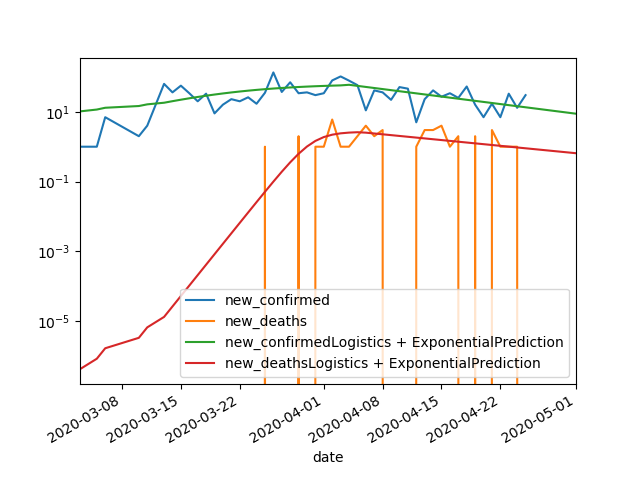 10^1
10^-1
10^-3
10^-5
new_confirmed
new_deaths
new_confirmedLogistics + ExponentialPrediction
new_deathsLogistics + ExponentialPrediction
2020-03-08
2020-03-15
2020-03-22
2020-04-01
2020-04-08
2020-04-15
2020-04-22
2020-05-01
date